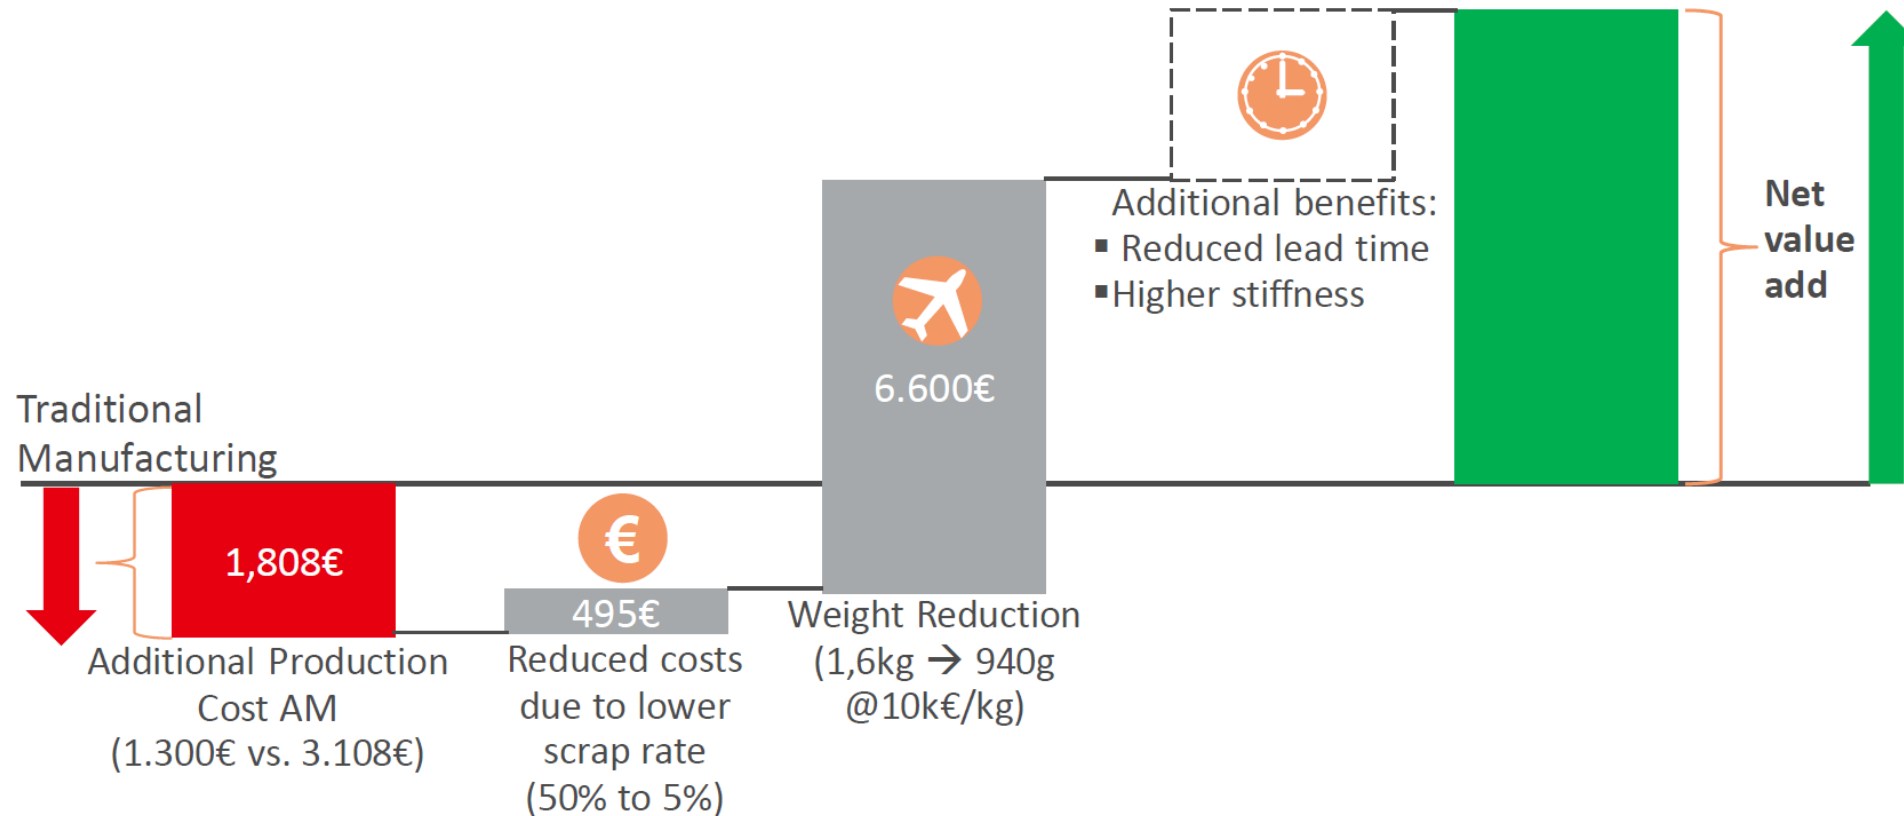 Traditional
Manufacturing
1,808€
Additional Production
Cost AM
(1.300€ vs. 3.108€)
€
495€
Reduced costs
due to lower
scrap rate
(50% to 5%)
6.600€
Weight Reduction
(1,6kg → 940g
@10k€/kg)
Additional benefits:
▪ Reduced lead time
▪Higher stiffness
Net
value
add